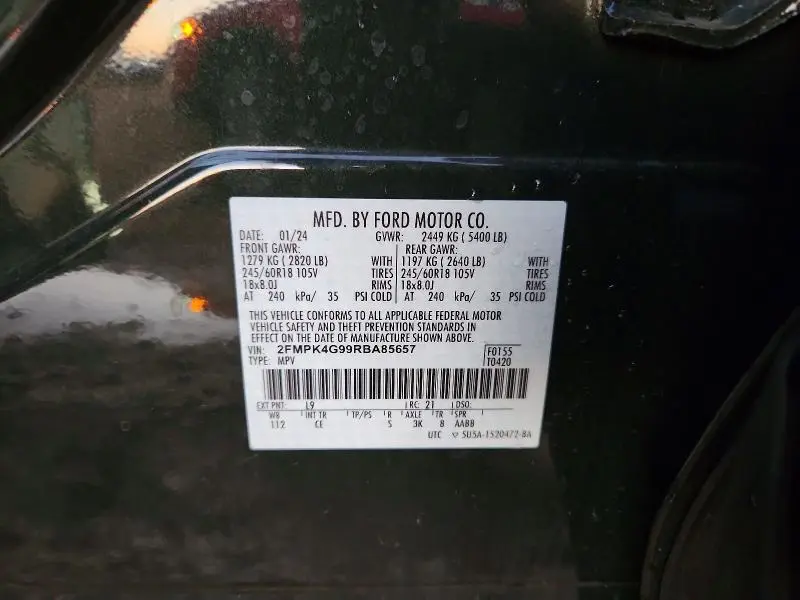 MFD. BY FORD MOTOR CO.
DATE: 01/24 GVWR: 2449 KG ( 5400 LB)
FRONT GAWR: REAR GAWR:
1279 KG ( 2820 LB) WITH 1197 KG ( 2640 LB) WITH
245/60R18 105V TIRES 245/60R18 105V TIRES
18x8.0J RIMS 18x8.0J RIMS
AT 240 kPa/ 35 PSI COLD AT 240 kPa/ 35 PSI COLD
THIS VEHICLE CONFORMS TO ALL APPLICABLE FEDERAL MOTOR
VEHICLE SAFETY AND THEFT PREVENTION STANDARDS IN
EFFECT ON THE DATE OF MANUFACTURE SHOWN ABOVE.
VIN: 2FMPK4G99RBA85657 F0155
TYPE: MPV T0420
EXT PNT: L9 RC: 21 DSO:
WB INT TR TP/PS R AXLE TR SPR
112 CE S 3K 8 AABB
UTC ▽ SU5A-1520472-BA